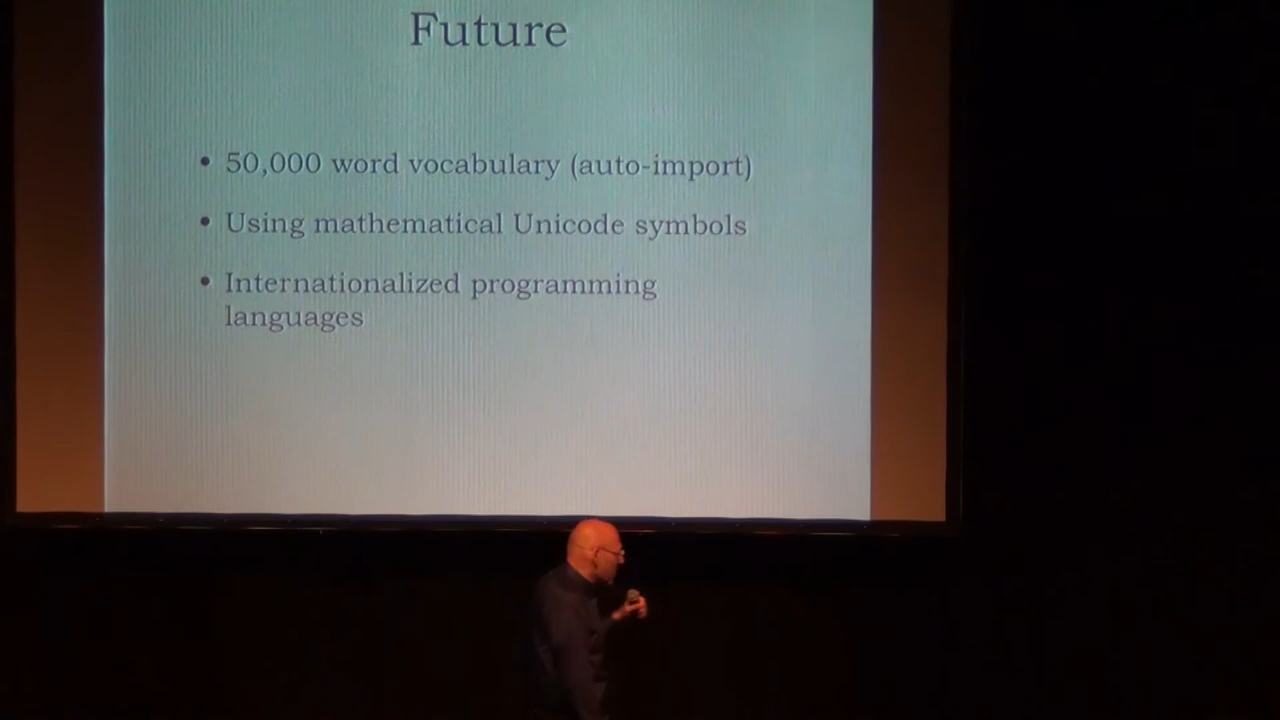 Future
• 50,000 word vocabulary (auto-import)
• Using mathematical Unicode symbols
• Internationalized programming
languages